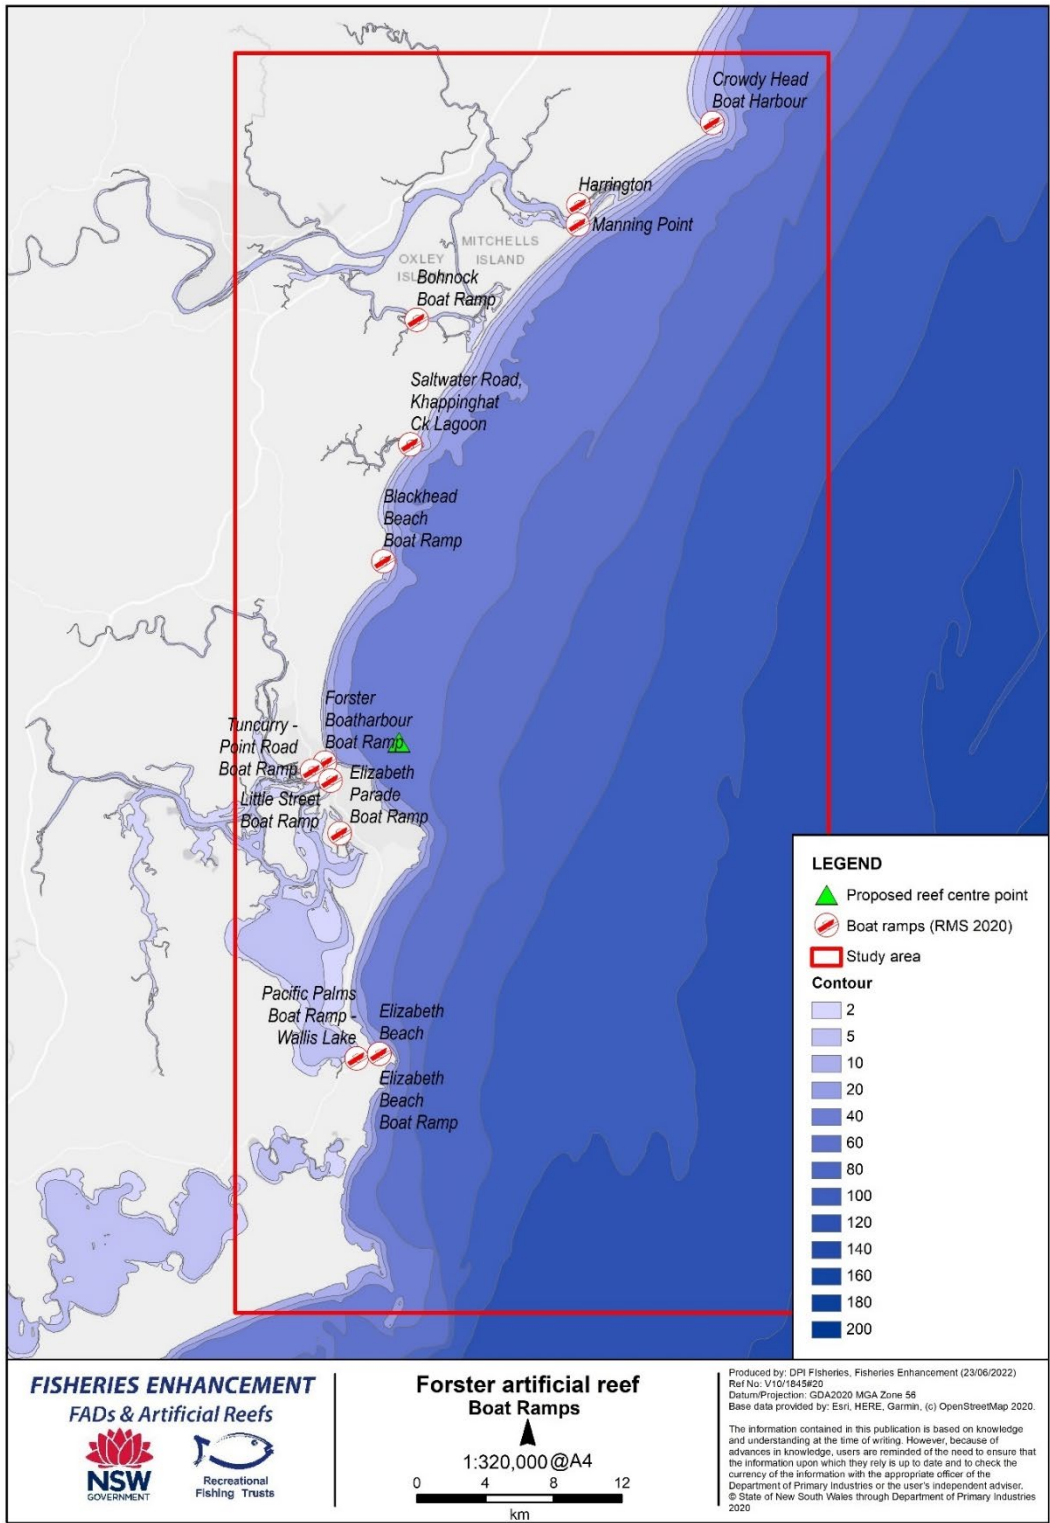 Crowdy Head
Boat Harbour
Harrington
Manning Point
MITCHELLS
ISLAND
OXLEY
Bohnock
Boat Ramp
Saltwater Road,
Khappinghat
Ck Lagoon
Blackhead
Beach
Boat Ramp
Forster
Boatharbour
Boat Ramp
Tuncurry -
Point Road
Boat Ramp
Elizabeth
Parade
Boat Ramp
Little Street
Boat Ramp
Pacific Palms
Boat Ramp -
Wallis Lake
Elizabeth
Beach
Elizabeth
Beach
Boat Ramp
LEGEND
Proposed reef centre point
Boat ramps (RMS 2020)
Study area
Contour
2
5
10
20
40
60
80
100
120
140
160
180
200
FISHERIES ENHANCEMENT
FADs & Artificial Reefs
NSW
GOVERNMENT
Recreational
Fishing Trusts
Forster artificial reef
Boat Ramps
1:320,000 @A4
0 4 8 12
km
Produced by: DPI Fisheries, Fisheries Enhancement (23/06/2022)
Ref No: V10/1845#20
Datum/Projection: GDA2020 MGA Zone 56
Base data provided by: Esri, HERE, Garmin, (c) OpenStreetMap 2020.
The information contained in this publication is based on knowledge
and understanding at the time of writing. However, because of
advances in knowledge, users are reminded of the need to ensure that
the information upon which they rely is up to date and to check the
currency of the information with the appropriate officer of the
Department of Primary Industries or the user's independent adviser.
© State of New South Wales through Department of Primary Industries
2020